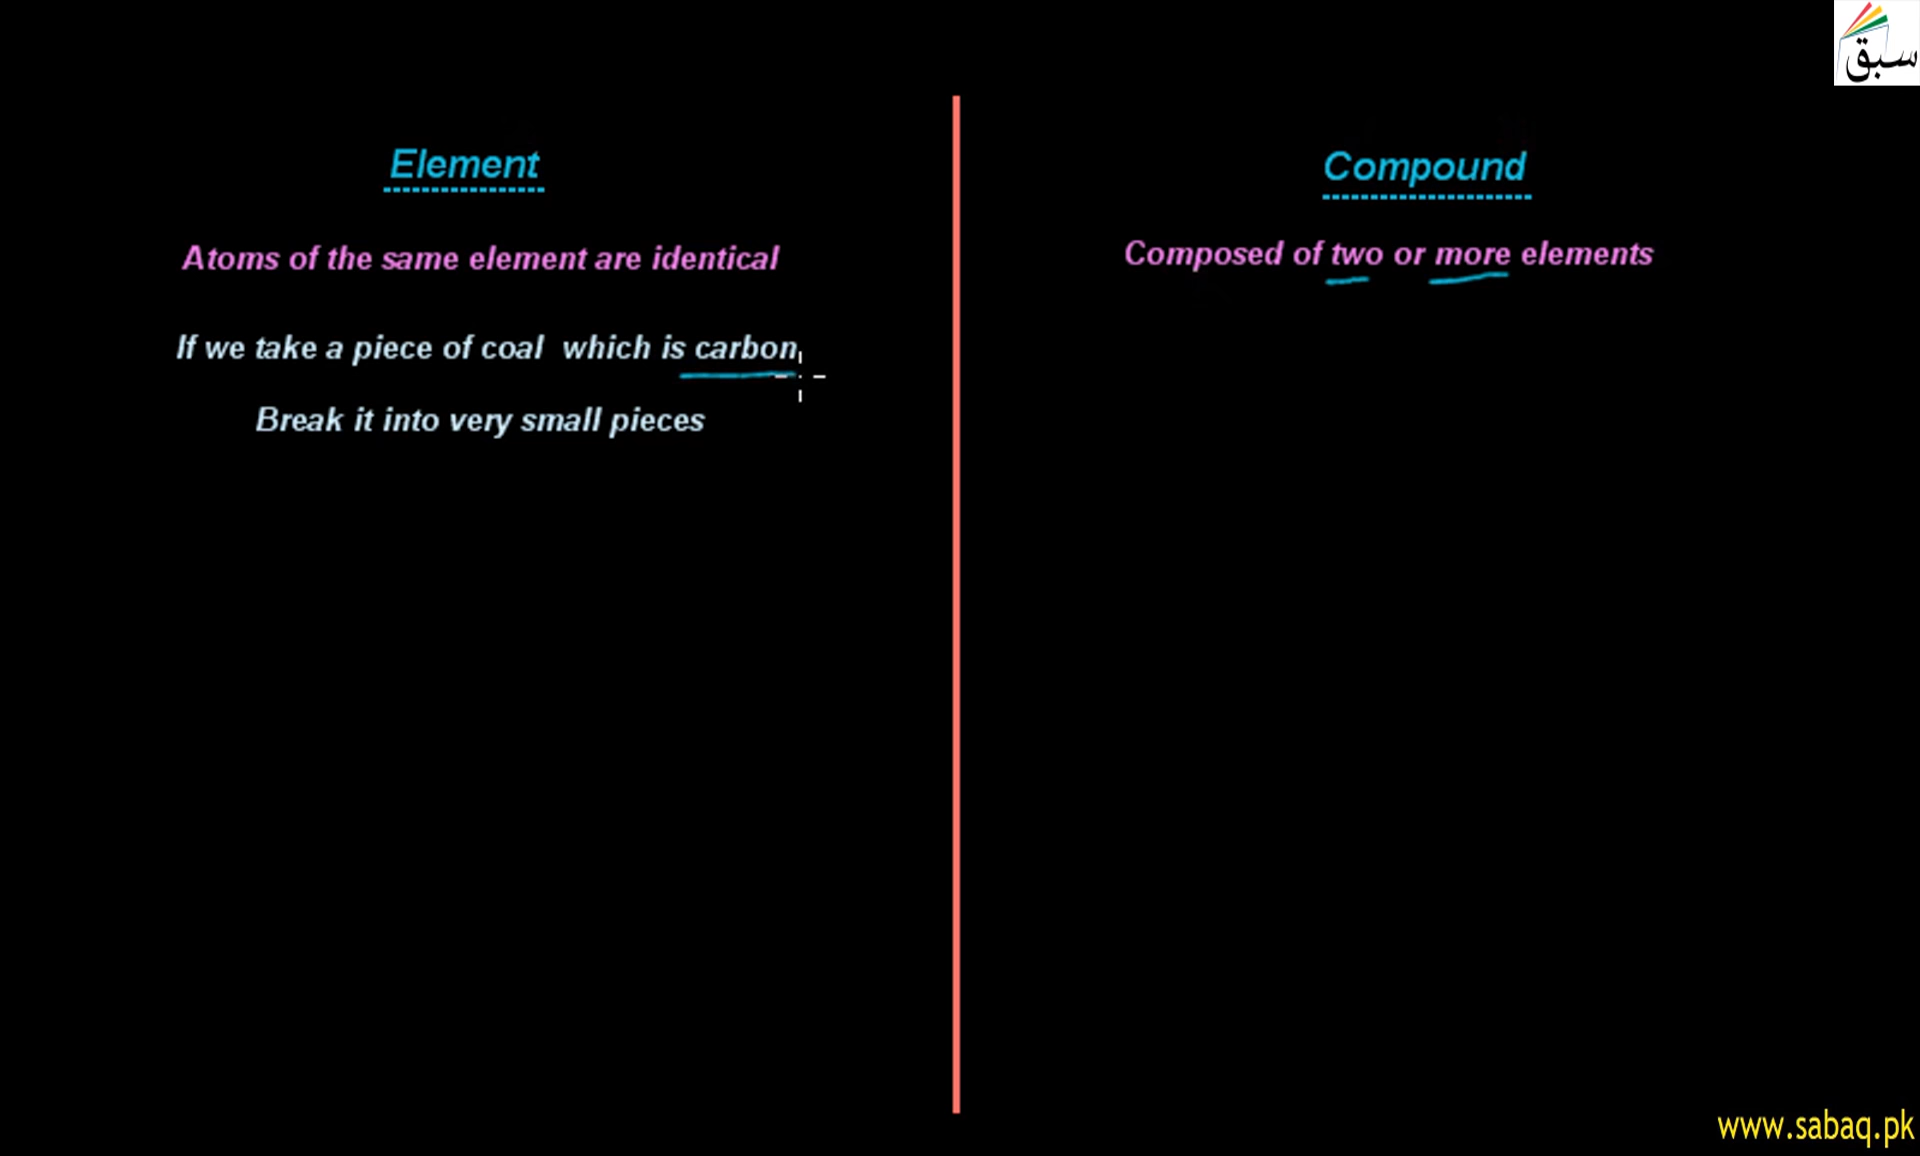 سبق
Element
Atoms of the same element are identical
If we take a piece of coal which is carbon
Break it into very small pieces
Compound
Composed of two or more elements
www.sabaq.pk